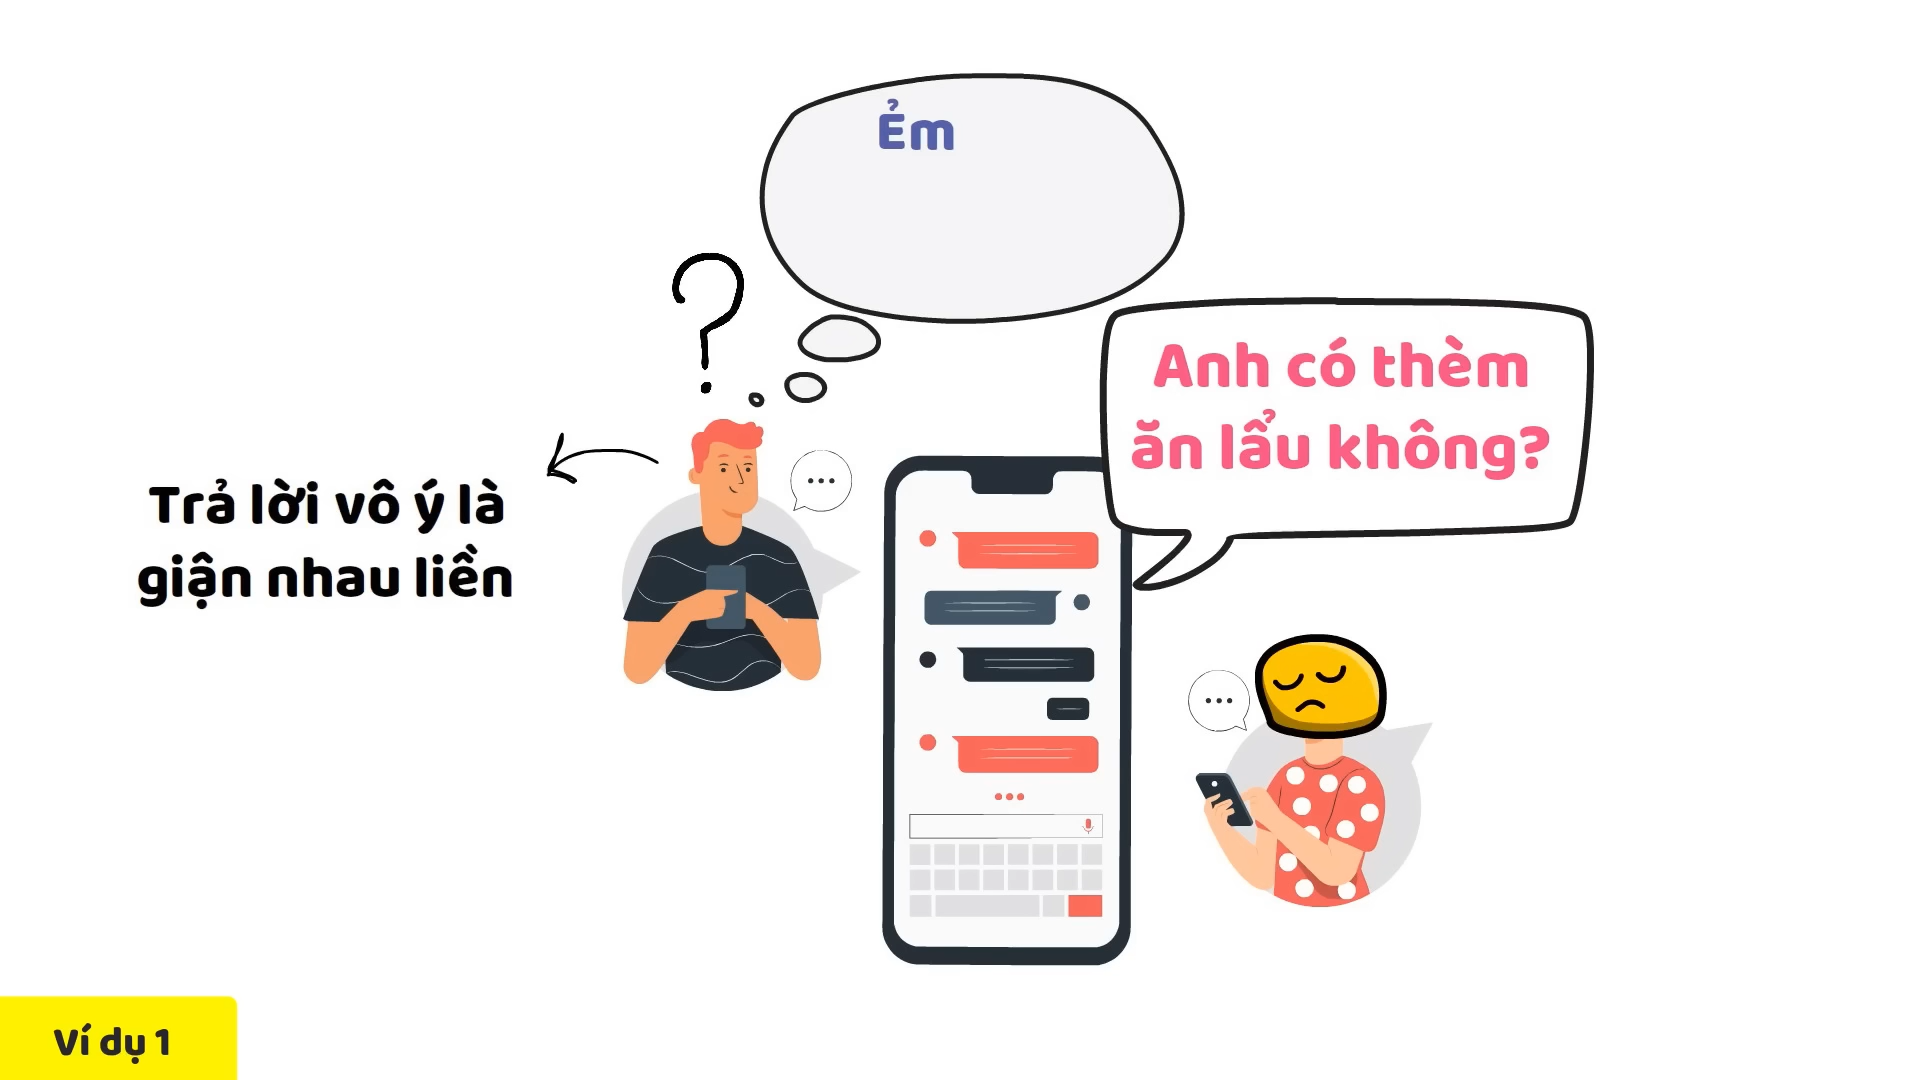 Ẻm
Anh có thèm
ăn lẩu không?
Trả lời vô ý là
giận nhau liền
Ví dụ 1